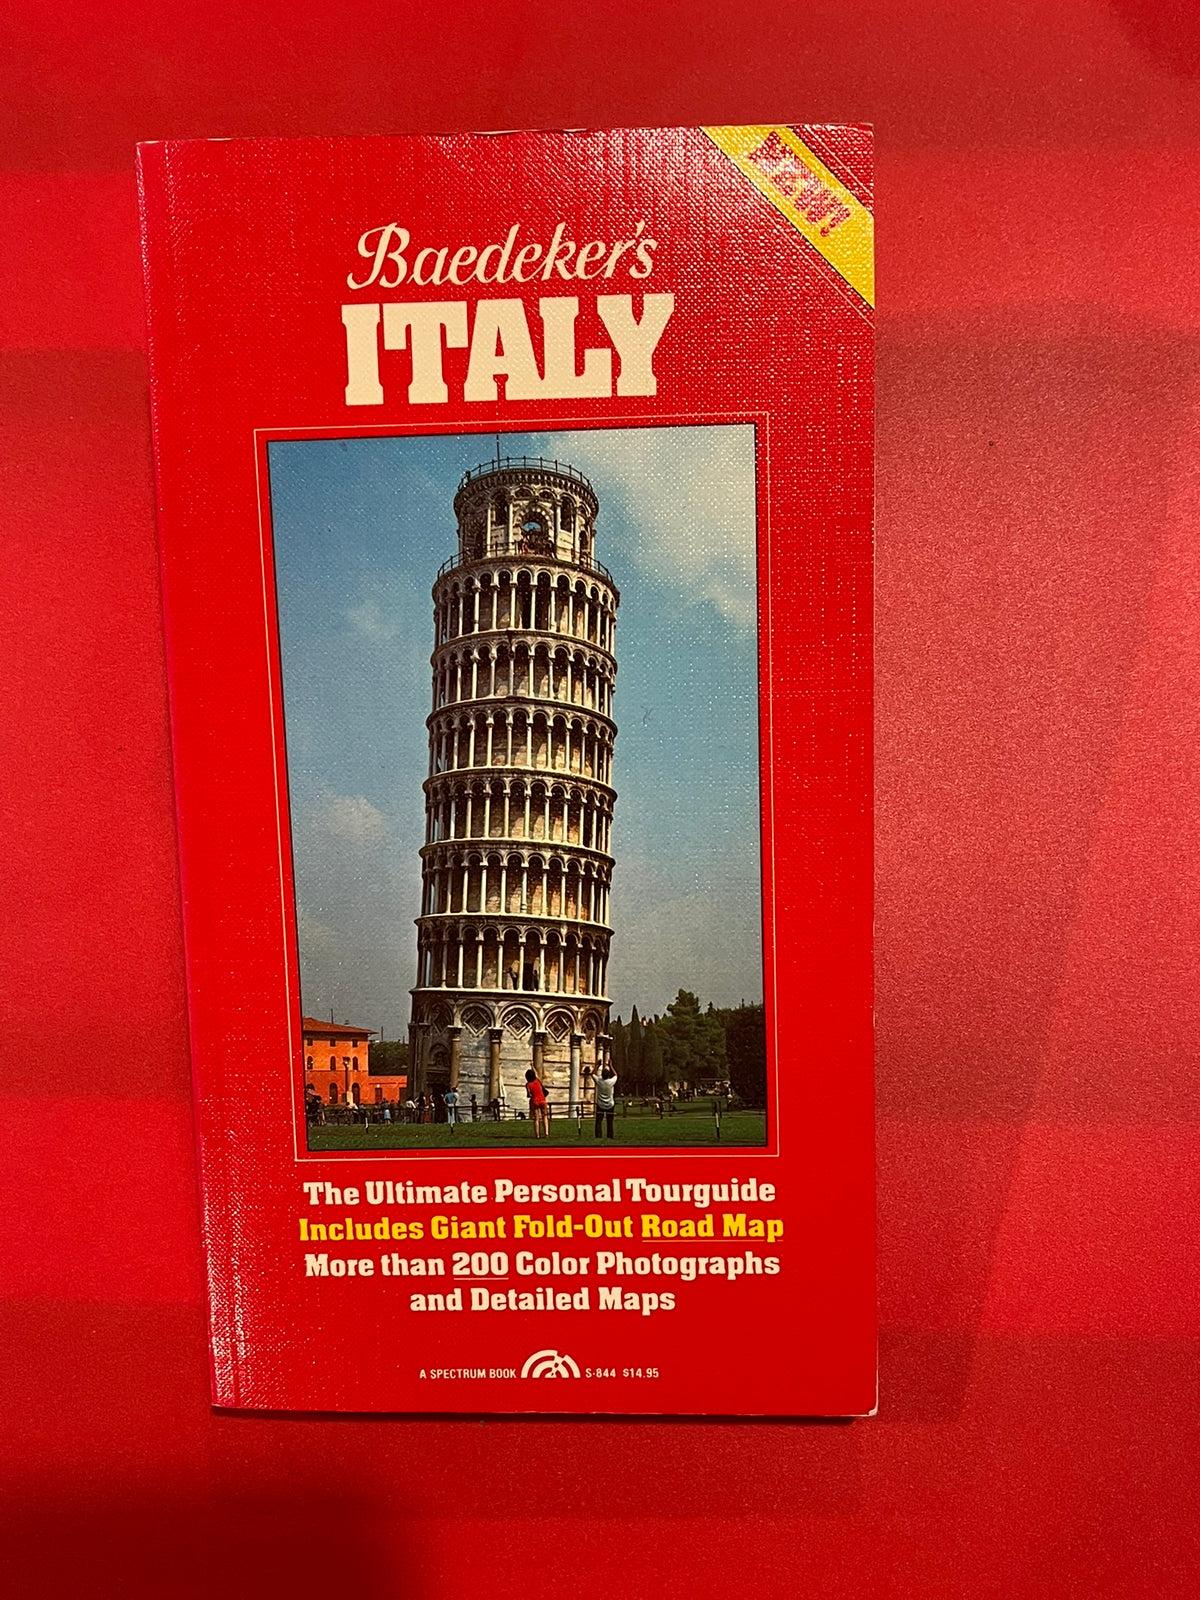 NEW!
Baedeker's
ITALY
The Ultimate Personal Tourguide
Includes Giant Fold-Out Road Map
More than 200 Color Photographs
and Detailed Maps
A SPECTRUM BOOK S-844 $14.95